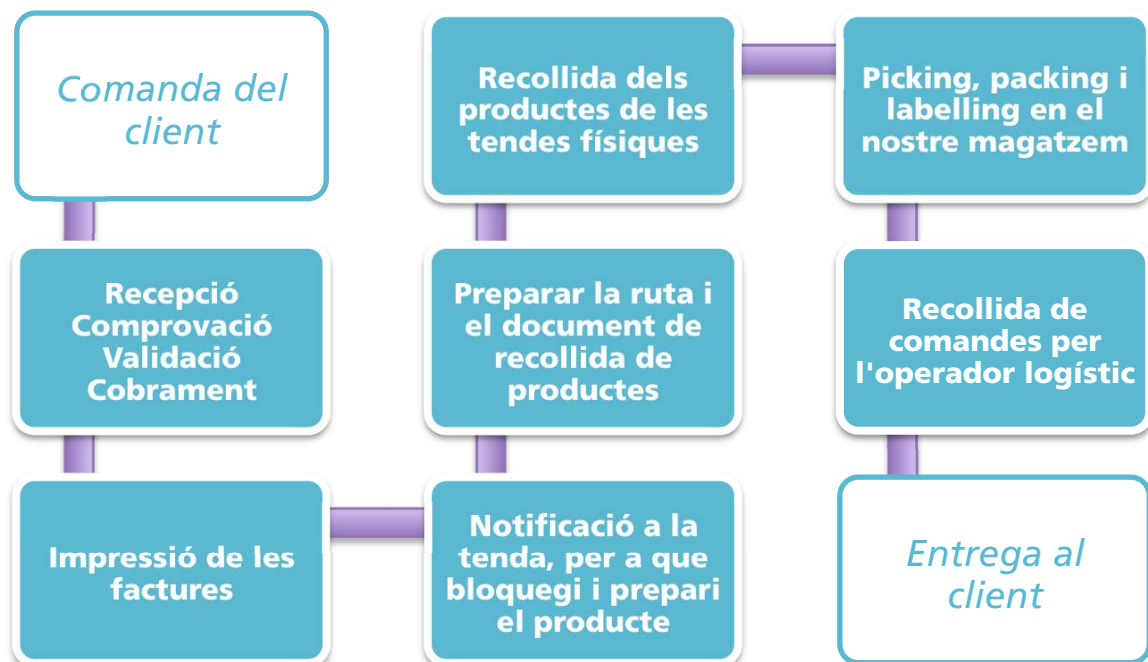 Comanda del
client
Recepció
Comprovació
Validació
Cobrament
Impressió de les
factures
Notificació a la
tenda, per a que
bloquegi i prepari
el producte
Preparar la ruta i
el document de
recollida de
productes
Recollida dels
productes de les
tendes físiques
Picking, packing i
labelling en el
nostre magatzem
Recollida de
comandes per
l'operador logístic
Entrega al
client